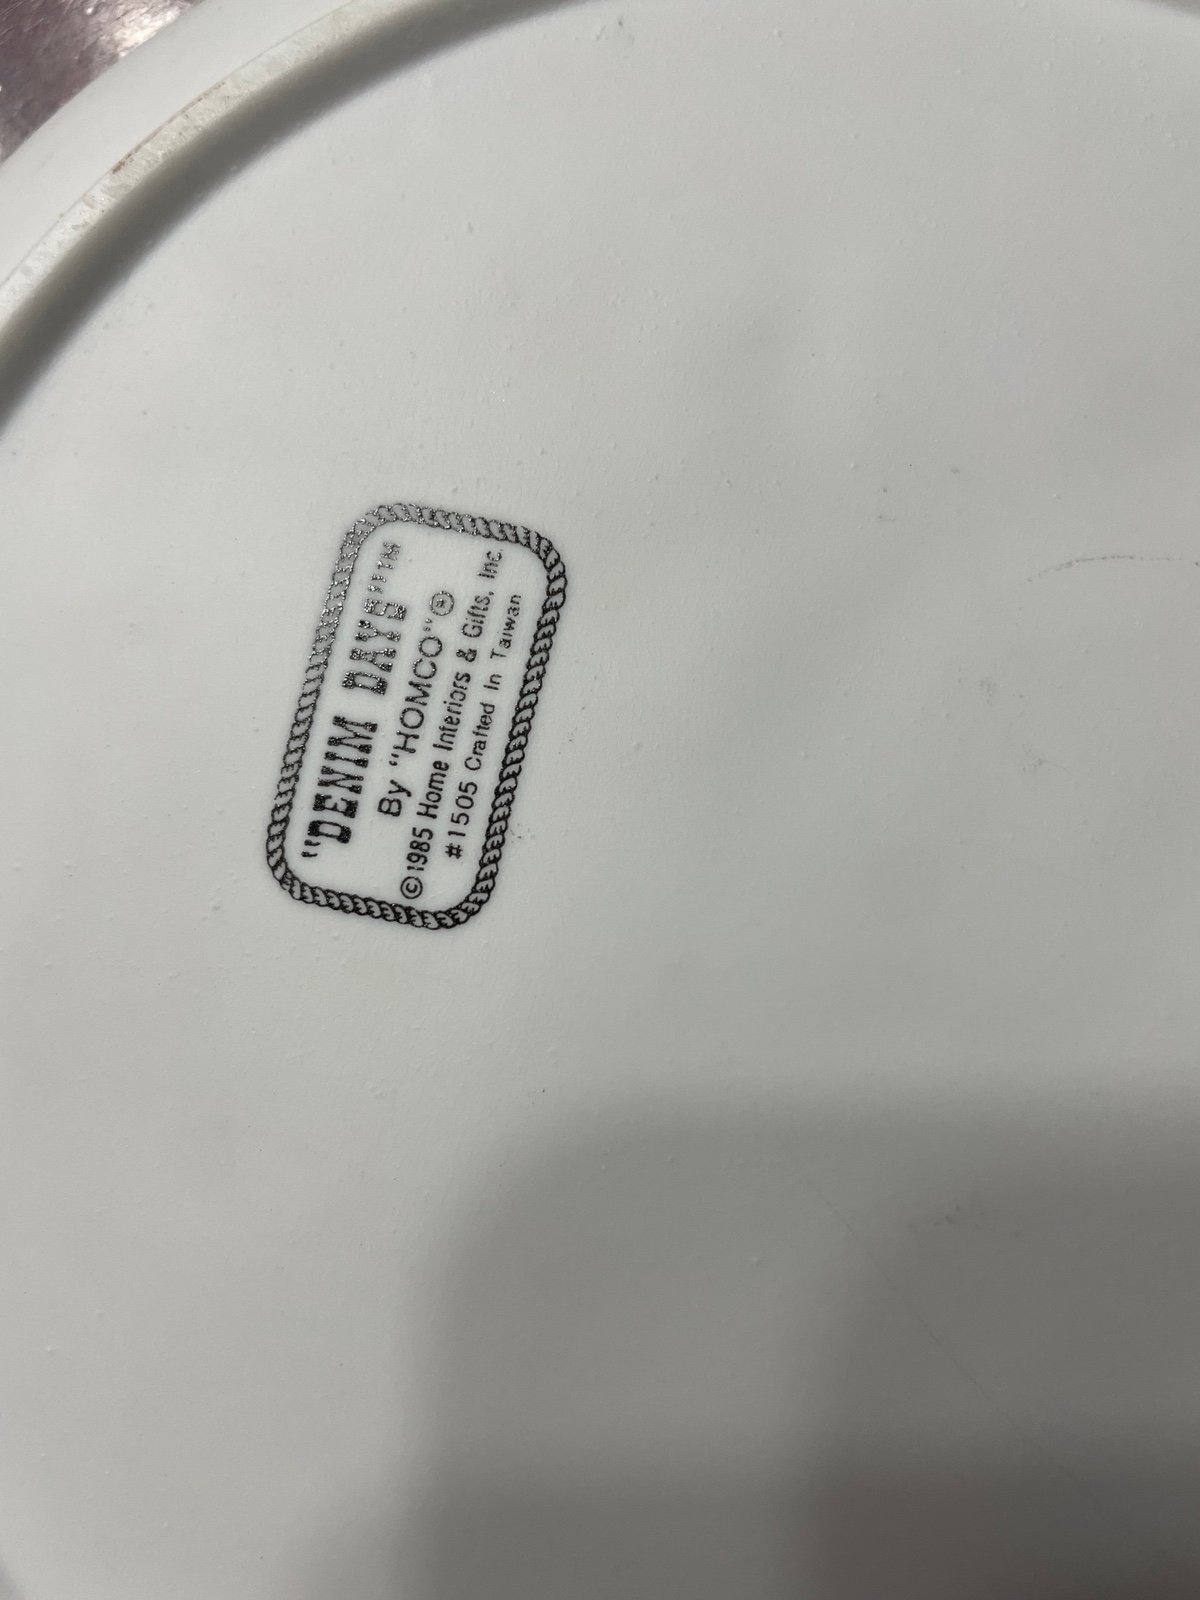 "DENIM DAYS"™
By "HOMCO"®
©1985 Home Interiors & Gifts, Inc.
#1505 Crafted In Taiwan